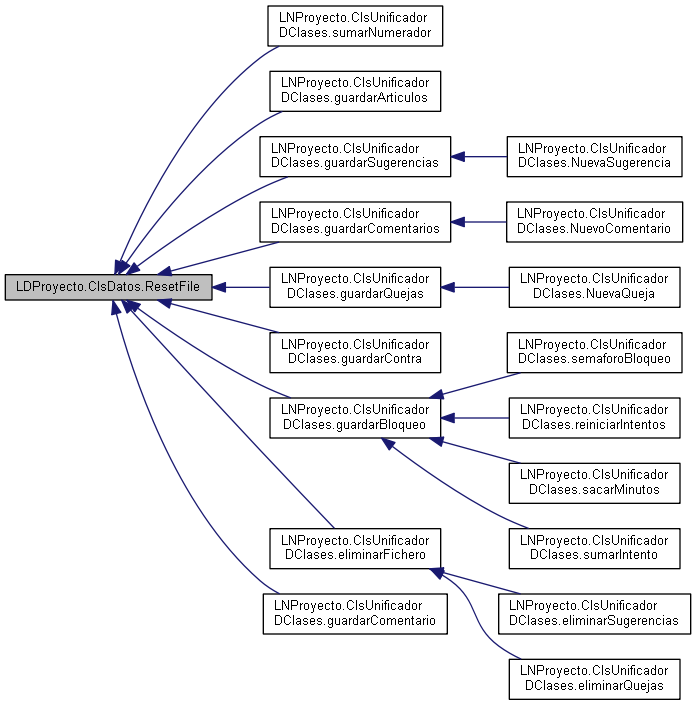 LNProyecto.ClsUnificador
DClases.sumarNumerador
LNProyecto.ClsUnificador
DClases.guardarArticulos
LNProyecto.ClsUnificador
DClases.guardarSugerencias
LNProyecto.ClsUnificador
DClases.NuevaSugerencia
LNProyecto.ClsUnificador
DClases.guardarComentarios
LNProyecto.ClsUnificador
DClases.NuevoComentario
LDProyecto.ClsDatos.ResetFile
LNProyecto.ClsUnificador
DClases.guardarQuejas
LNProyecto.ClsUnificador
DClases.NuevaQueja
LNProyecto.ClsUnificador
DClases.guardarContra
LNProyecto.ClsUnificador
DClases.semaforoBloqueo
LNProyecto.ClsUnificador
DClases.guardarBloqueo
LNProyecto.ClsUnificador
DClases.reiniciarIntentos
LNProyecto.ClsUnificador
DClases.sacarMinutos
LNProyecto.ClsUnificador
DClases.eliminarFichero
LNProyecto.ClsUnificador
DClases.sumarIntento
LNProyecto.ClsUnificador
DClases.guardarComentario
LNProyecto.ClsUnificador
DClases.eliminarSugerencias
LNProyecto.ClsUnificador
DClases.eliminarQuejas